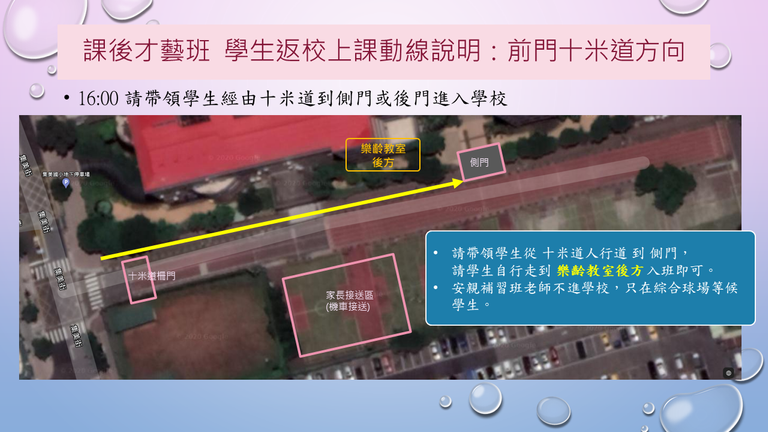 課後才藝班 學生返校上課動線說明：前門十米道方向
• 16:00 請帶領學生經由十米道到側門或後門進入學校
樂齡教室
後方
側門
十米道柵門
家長接送區
(機車接送)
• 請帶領學生從 十米道人行道 到 側門，
請學生自行走到 樂齡教室後方入班即可。
• 安親補習班老師不進學校，只在綜合球場等候
學生。